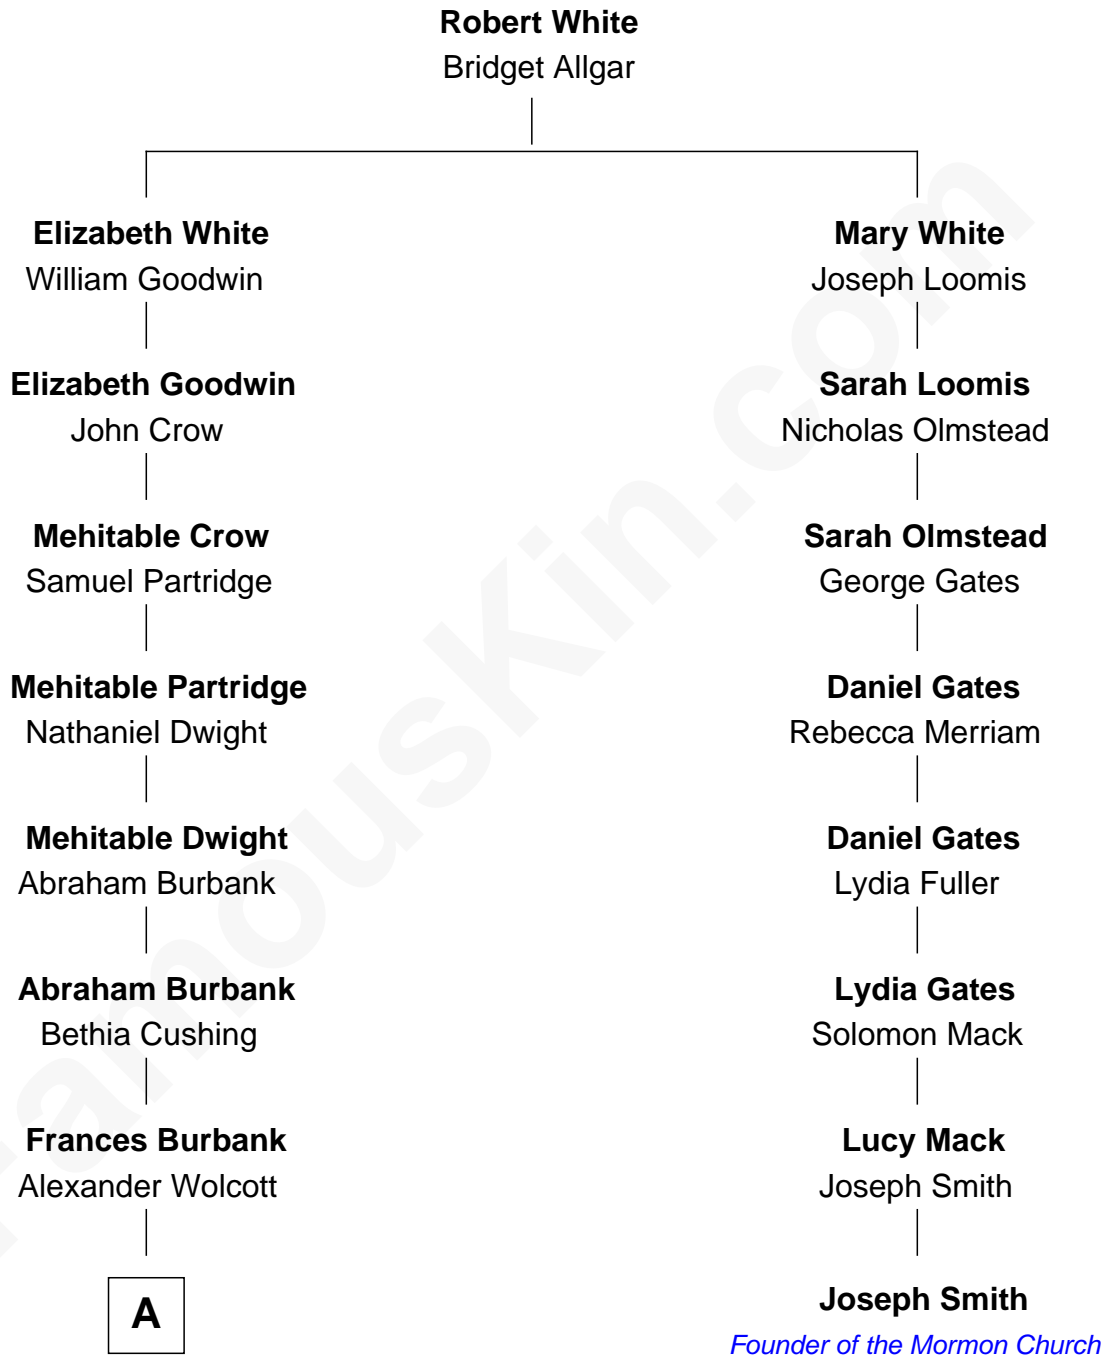 Robert White
Bridget Allgar
Elizabeth White
William Goodwin
Mary White
Joseph Loomis
Elizabeth Goodwin
John Crow
Sarah Loomis
Nicholas Olmstead
Mehitable Crow
Samuel Partridge
Sarah Olmstead
George Gates
Mehitable Partridge
Nathaniel Dwight
Daniel Gates
Rebecca Merriam
Mehitable Dwight
Abraham Burbank
Daniel Gates
Lydia Fuller
Abraham Burbank
Bethia Cushing
Lydia Gates
Solomon Mack
Frances Burbank
Alexander Wolcott
Lucy Mack
Joseph Smith
A
Joseph Smith
Founder of the Mormon Church
FamousKin.com